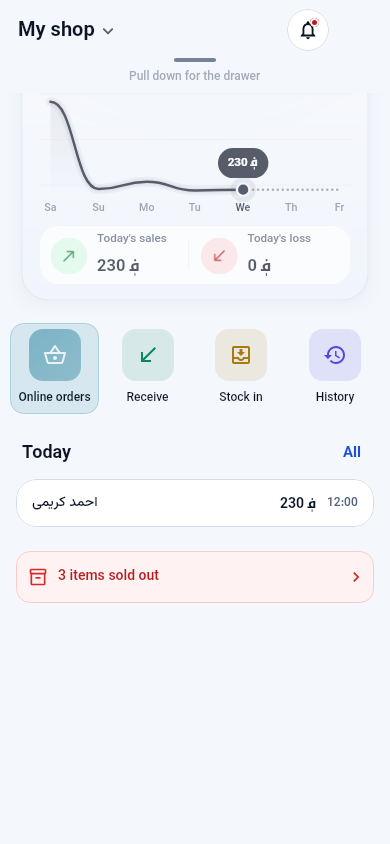 My shop
Pull down for the drawer
230 ؋
Sa Su Mo Tu We Th Fr
Today's sales
230 ؋
Today's loss
0 ؋
Online orders
Receive
Stock in
History
Today
All
احمد کریمی
230 ؋
12:00
3 items sold out